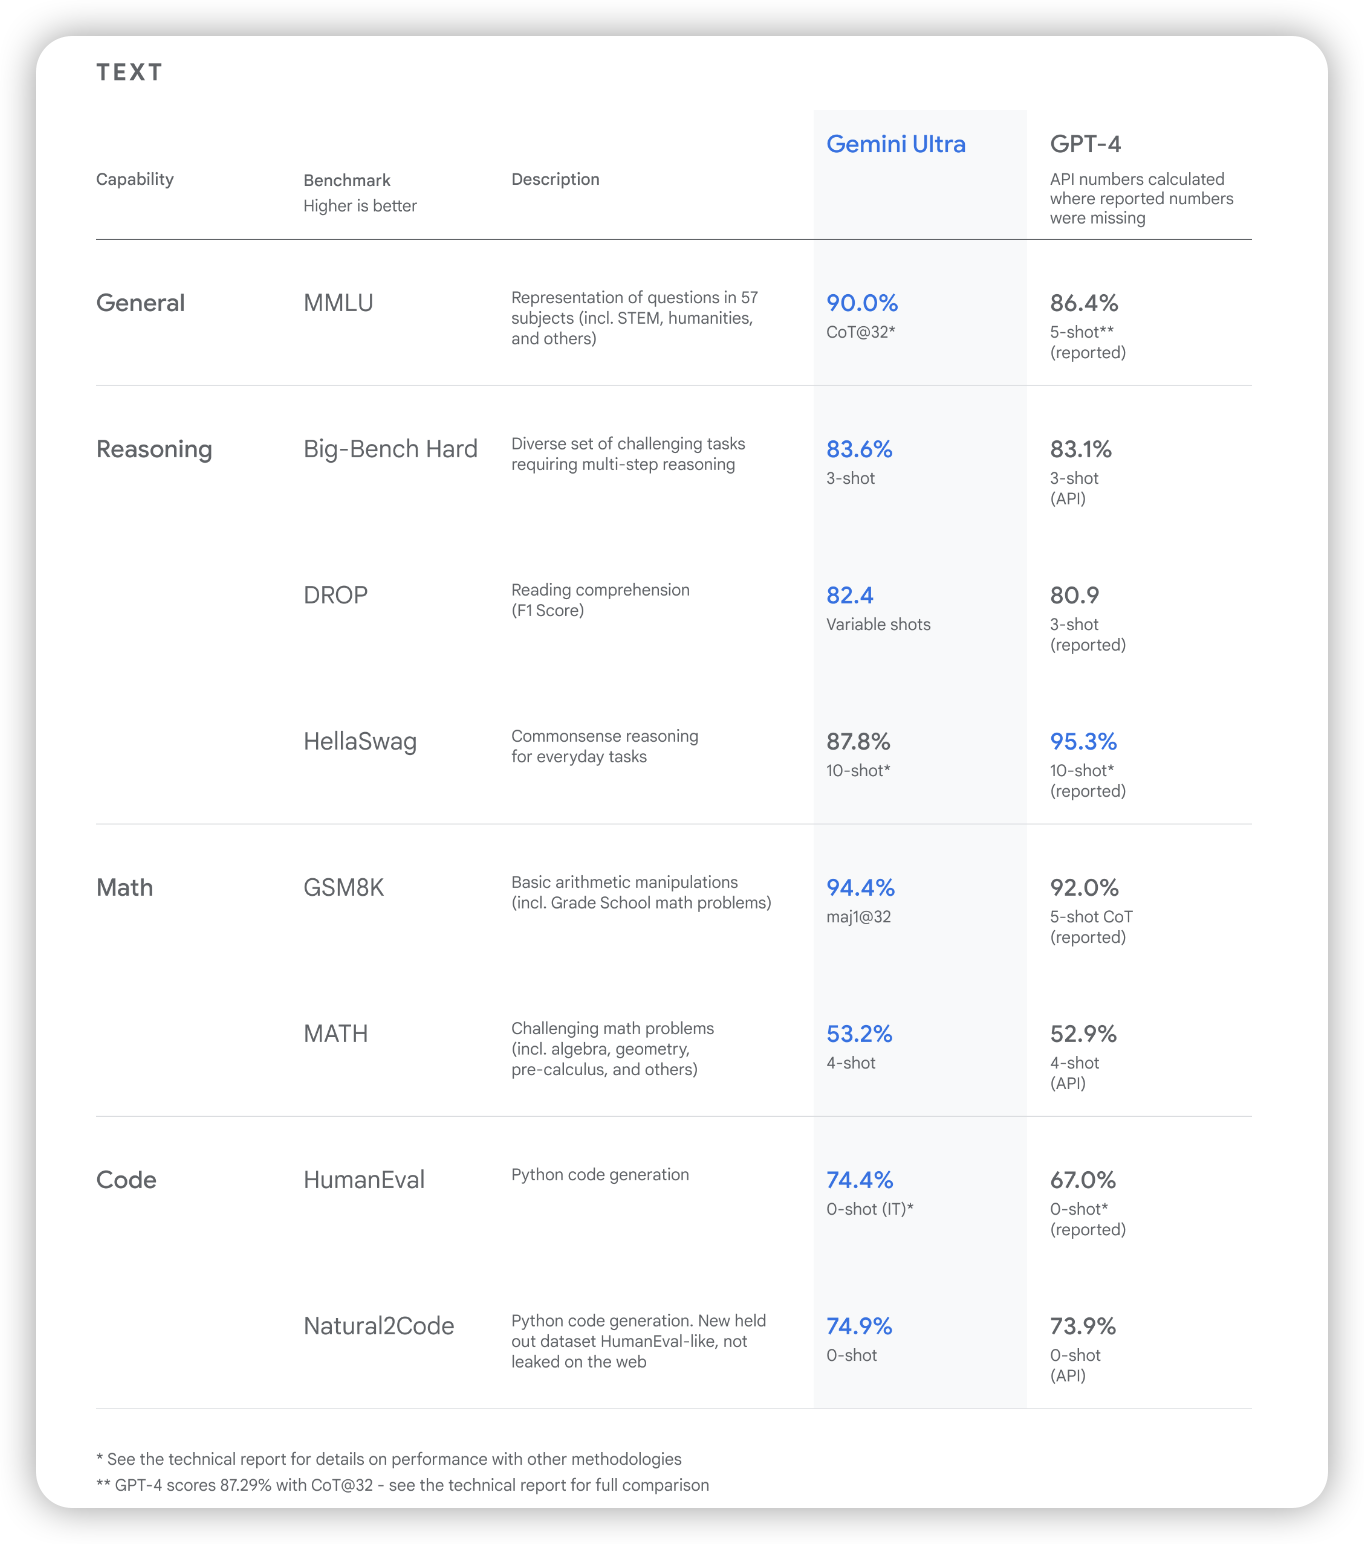 TEXT
Gemini Ultra
GPT-4
Capability
Benchmark
Higher is better
Description
API numbers calculated
where reported numbers
were missing
General
MMLU
Representation of questions in 57
subjects (incl. STEM, humanities,
and others)
90.0%
CoT@32*
86.4%
5-shot**
(reported)
Reasoning
Big-Bench Hard
Diverse set of challenging tasks
requiring multi-step reasoning
83.6%
3-shot
83.1%
3-shot
(API)
DROP
Reading comprehension
(F1 Score)
82.4
Variable shots
80.9
3-shot
(reported)
HellaSwag
Commonsense reasoning
for everyday tasks
87.8%
10-shot*
95.3%
10-shot*
(reported)
Math
GSM8K
Basic arithmetic manipulations
(incl. Grade School math problems)
94.4%
maj1@32
92.0%
5-shot CoT
(reported)
MATH
Challenging math problems
(incl. algebra, geometry,
pre-calculus, and others)
53.2%
4-shot
52.9%
4-shot
(API)
Code
HumanEval
Python code generation
74.4%
0-shot (IT)*
67.0%
0-shot*
(reported)
Natural2Code
Python code generation. New held
out dataset HumanEval-like, not
leaked on the web
74.9%
0-shot
73.9%
0-shot
(API)
* See the technical report for details on performance with other methodologies
** GPT-4 scores 87.29% with CoT@32 - see the technical report for full comparison